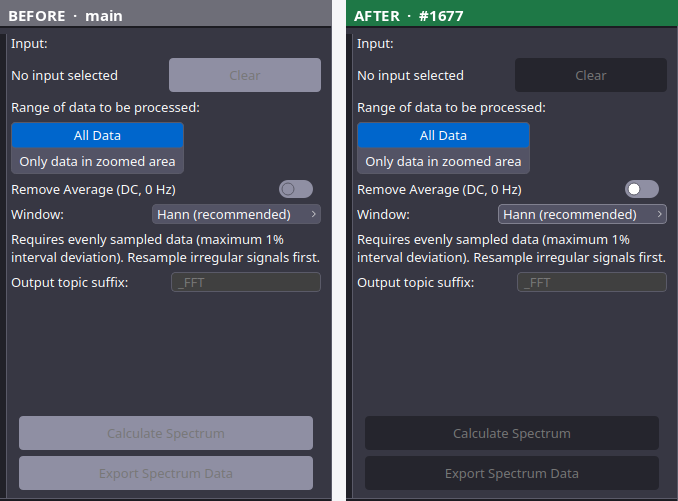 BEFORE · main
Input:
No input selected
Clear
Range of data to be processed:
All Data
Only data in zoomed area
Remove Average (DC, 0 Hz)
Window:
Hann (recommended)
Requires evenly sampled data (maximum 1%
interval deviation). Resample irregular signals first.
Output topic suffix:
_FFT
Calculate Spectrum
Export Spectrum Data
AFTER · #1677
Input:
No input selected
Clear
Range of data to be processed:
All Data
Only data in zoomed area
Remove Average (DC, 0 Hz)
Window:
Hann (recommended)
Requires evenly sampled data (maximum 1%
interval deviation). Resample irregular signals first.
Output topic suffix:
_FFT
Calculate Spectrum
Export Spectrum Data